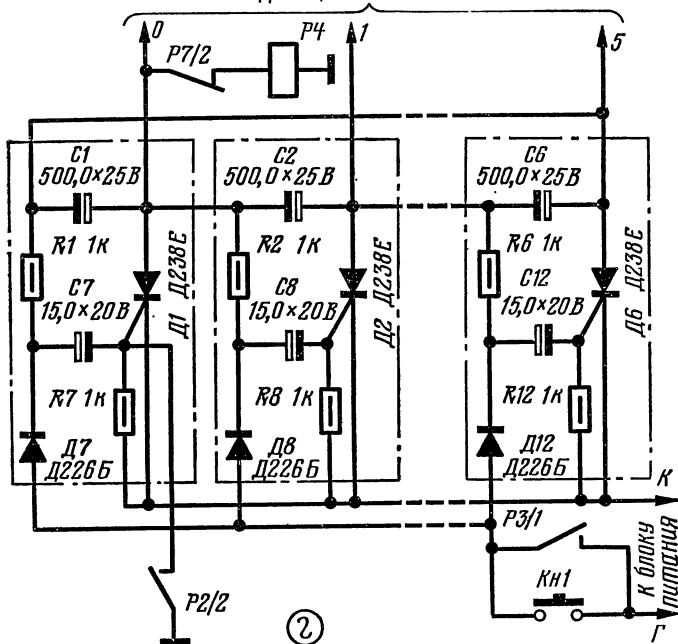 0
P7/2
P4
1
5
C1
500,0×25В
C2
500,0×25В
C6
500,0×25В
R1 1к
R2 1к
R6 1к
Д238Е
Д238Е
Д238Е
C7
15,0×20В
C8
15,0×20В
C12
15,0×20В
Д1
Д2
Д6
R7 1к
R8 1к
R12 1к
Д7
Д226Б
Д8
Д226Б
Д12
Д226Б
К
P3/1
Кн1
к блоку
питания
P2/2
Г
2